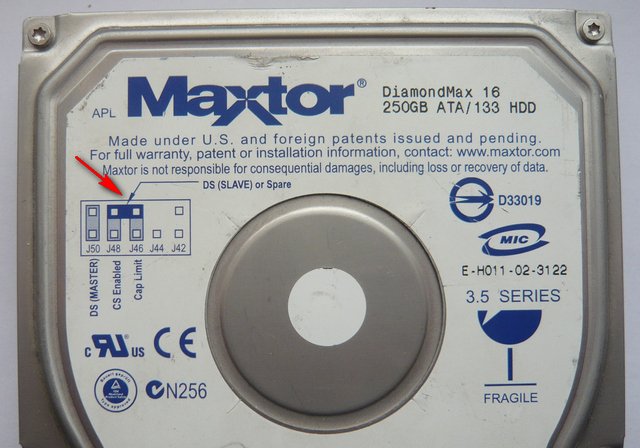 APL Maxtor®
DiamondMax 16
250GB ATA/133 HDD
Made under U.S. and foreign patents issued and pending.
For full warranty, patent or installation information, contact: www.maxtor.com
Maxtor is not responsible for consequential damages, including loss or recovery of data.
DS (SLAVE) or Spare
J50 J48 J46 J44 J42
DS (MASTER)
CS Enabled
Cap Limit
D33019
MIC
E-H011-02-3122
3.5 SERIES
FRAGILE
c RU US CE
N256